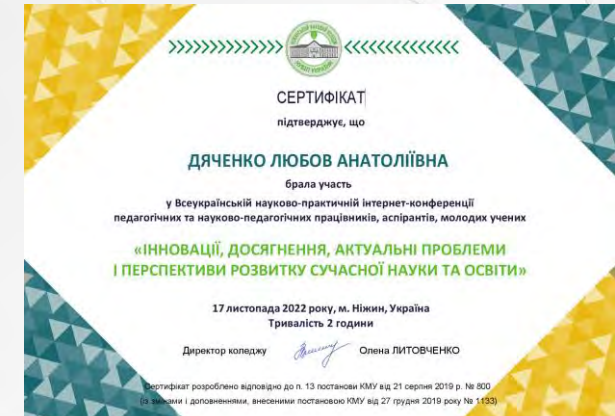 СЕРТИФІКАТ
підтверджує, що
ДЯЧЕНКО ЛЮБОВ АНАТОЛІЇВНА
брала участь
у Всеукраїнській науково-практичній інтернет-конференції
педагогічних та науково-педагогічних працівників, аспірантів, молодих учених
«ІННОВАЦІЇ, ДОСЯГНЕННЯ, АКТУАЛЬНІ ПРОБЛЕМИ
І ПЕРСПЕКТИВИ РОЗВИТКУ СУЧАСНОЇ НАУКИ ТА ОСВІТИ»
17 листопада 2022 року, м. Ніжин, Україна
Тривалість 2 години
Директор коледжу Олена ЛИТОВЧЕНКО
Сертифікат розроблено відповідно до п. 13 постанови КМУ від 21 серпня 2019 р. № 800
(із змінами і доповненнями, внесеними постановою КМУ від 27 грудня 2019 року № 1133)